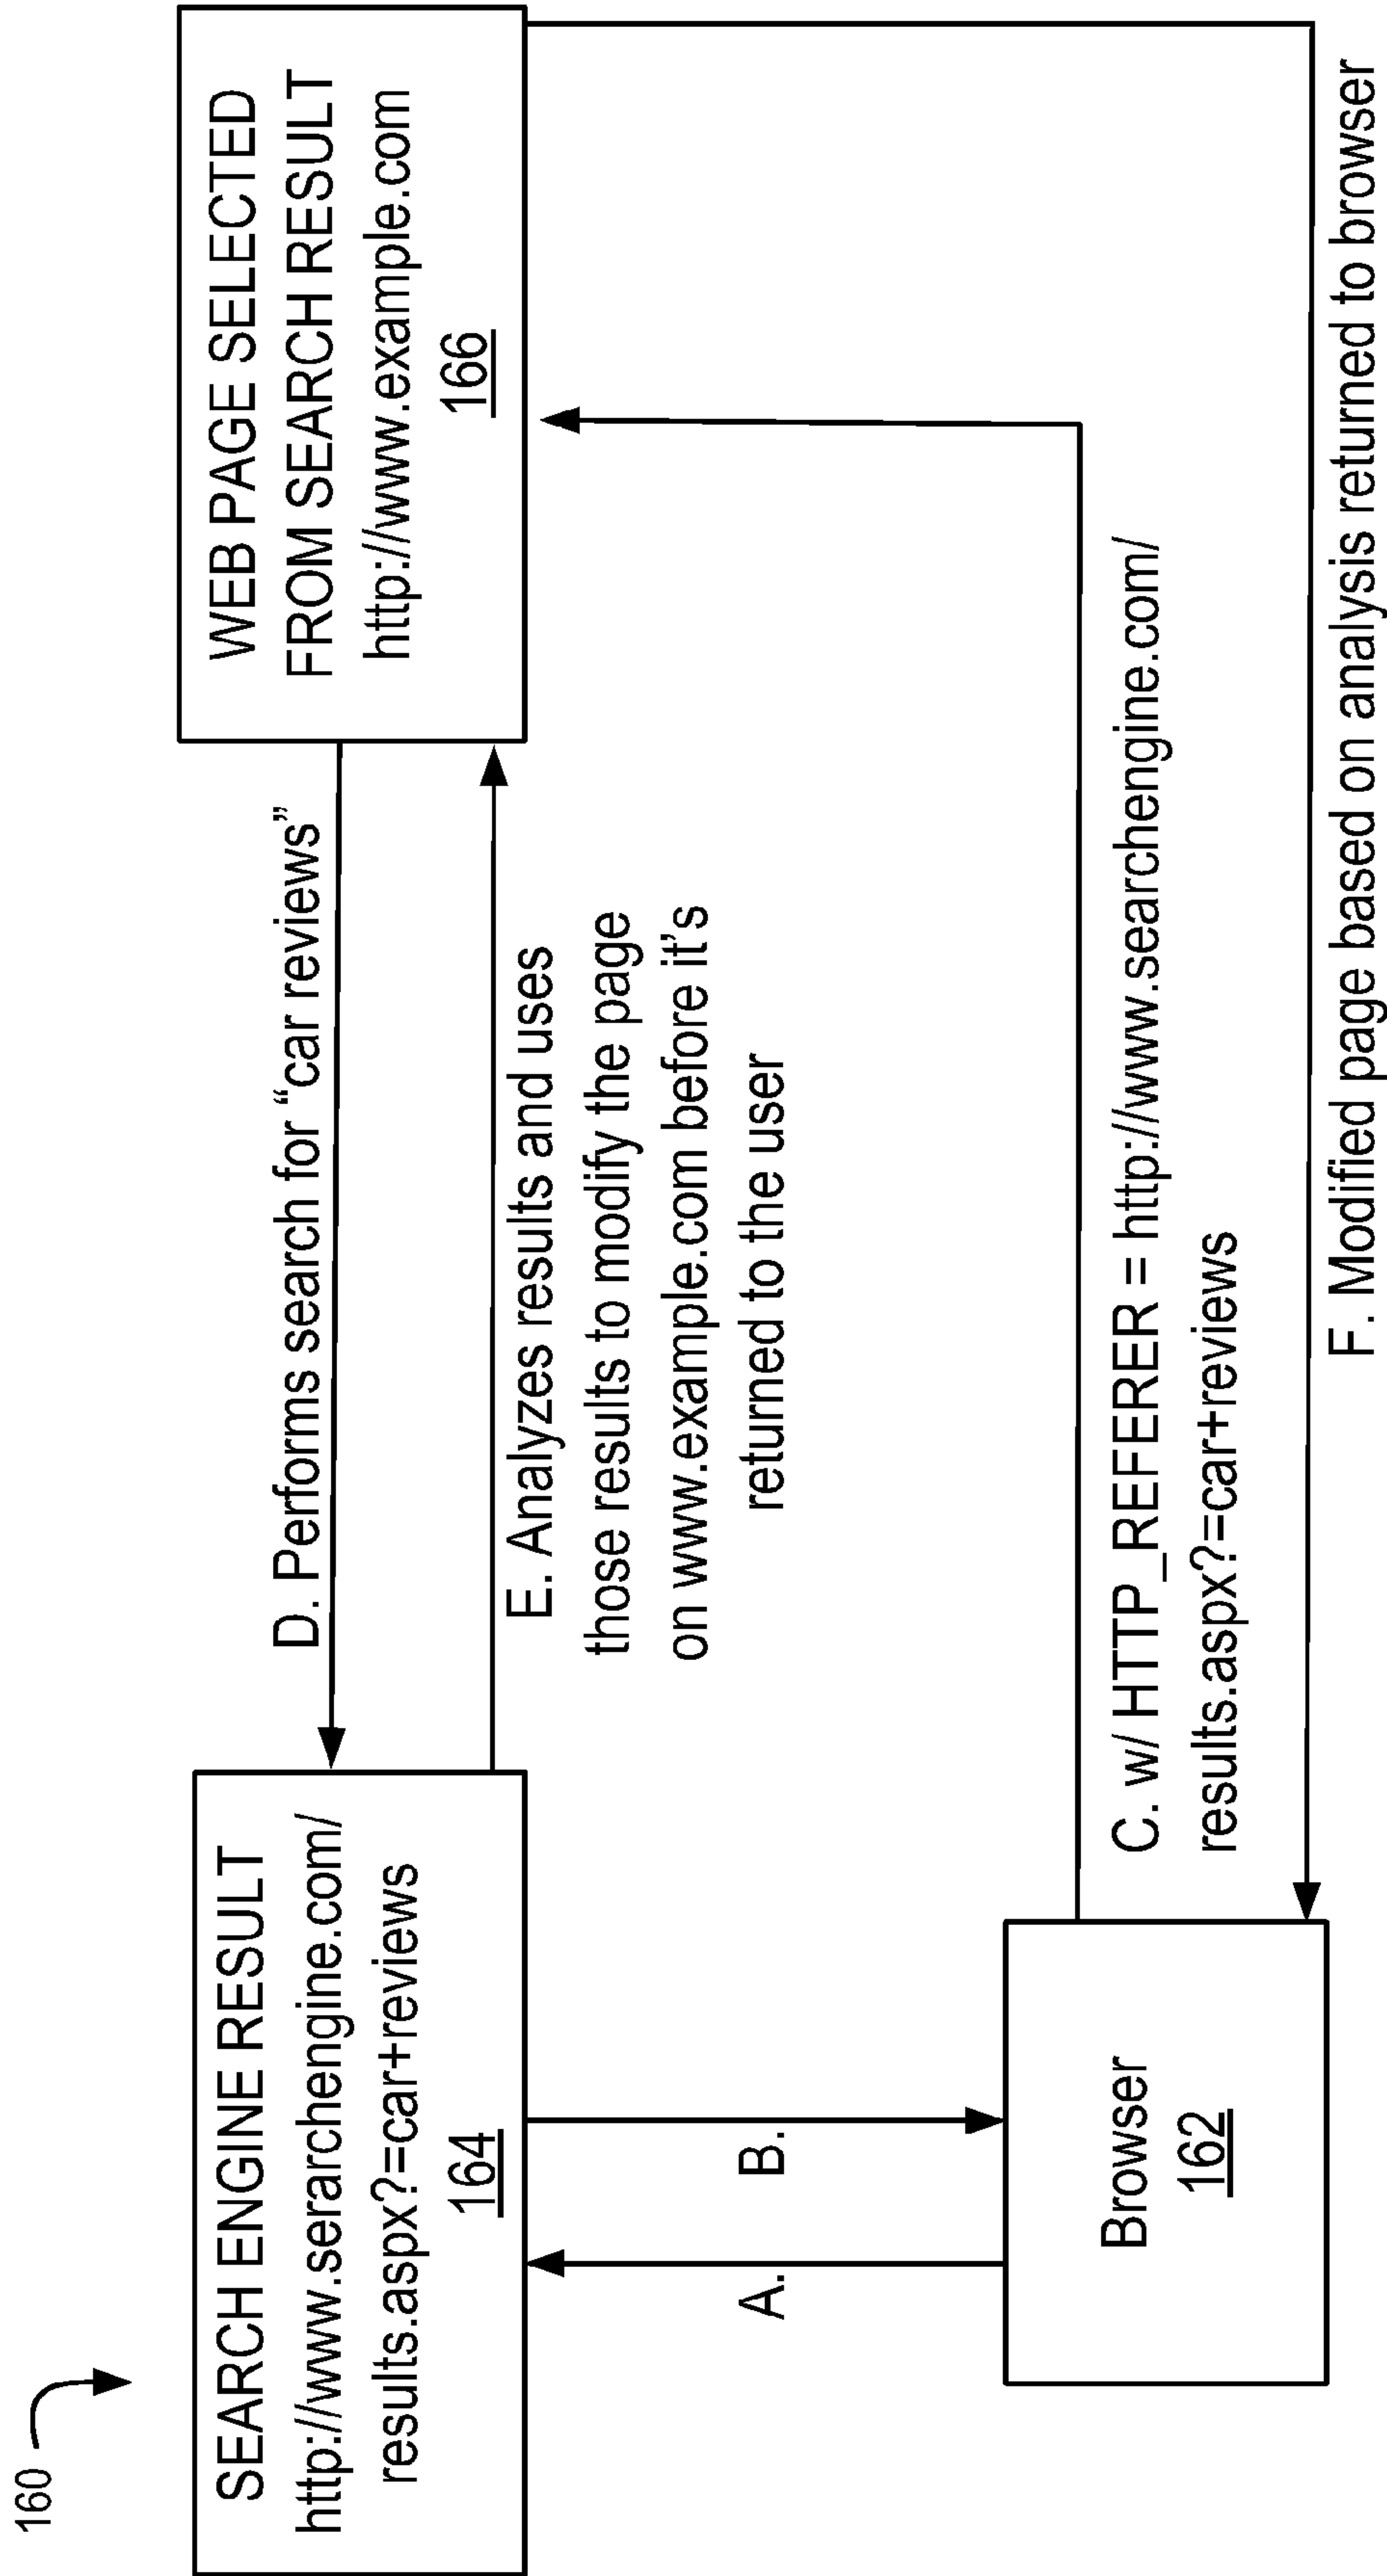 160
SEARCH ENGINE RESULT
http://www.serarchengine.com/
results.aspx?=car+reviews
164
D. Performs search for “car reviews”
WEB PAGE SELECTED
FROM SEARCH RESULT
http://www.example.com
166
E. Analyzes results and uses
those results to modify the page
on www.example.com before it’s
returned to the user
A.
B.
Browser
162
C. w/ HTTP_REFERER = http://www.searchengine.com/
results.aspx?=car+reviews
F. Modified page based on analysis returned to browser